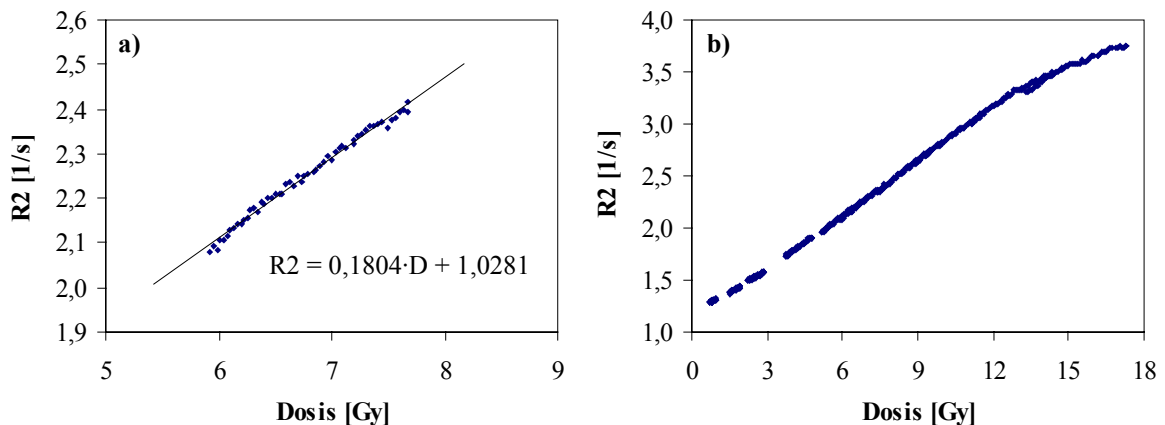 a)
R2 [1/s]
2,6
2,5
2,4
2,3
2,2
2,1
2,0
1,9
R2 = 0,1804·D + 1,0281
5 6 7 8 9
Dosis [Gy]
b)
R2 [1/s]
4,0
3,5
3,0
2,5
2,0
1,5
1,0
0 3 6 9 12 15 18
Dosis [Gy]